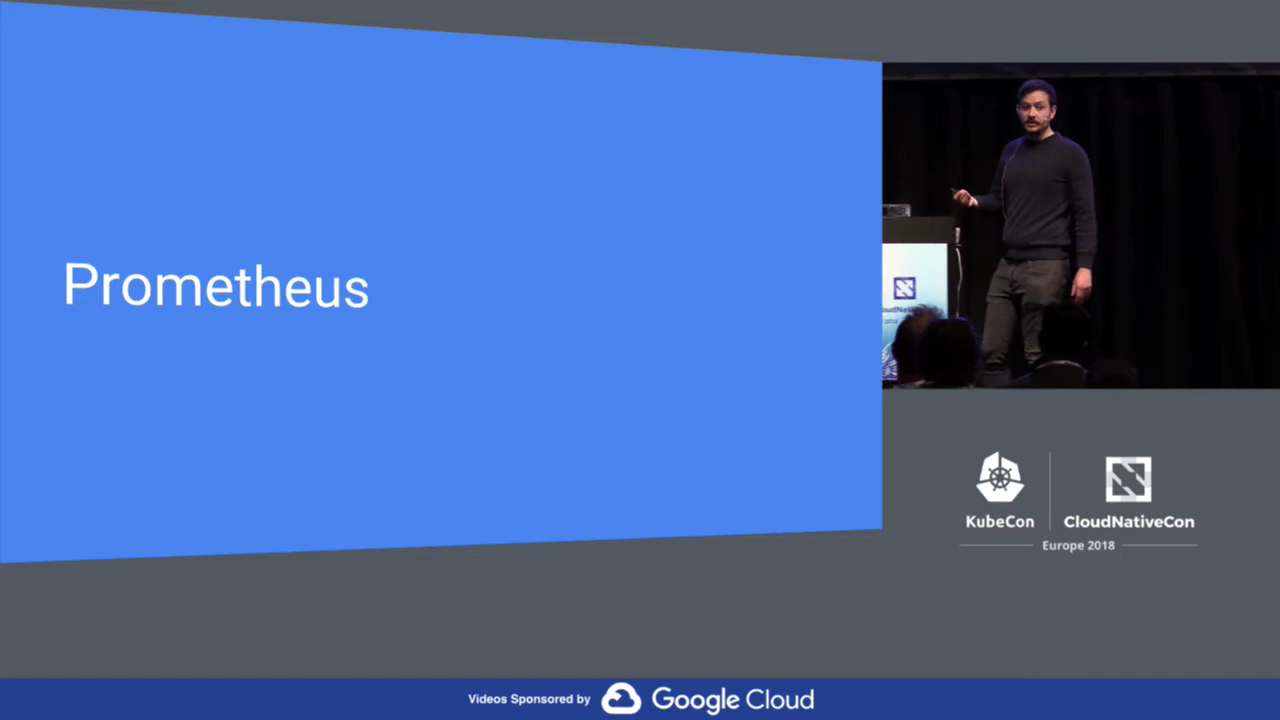 Prometheus
KubeCon
CloudNativeCon
Europe 2018
Videos Sponsored by Google Cloud